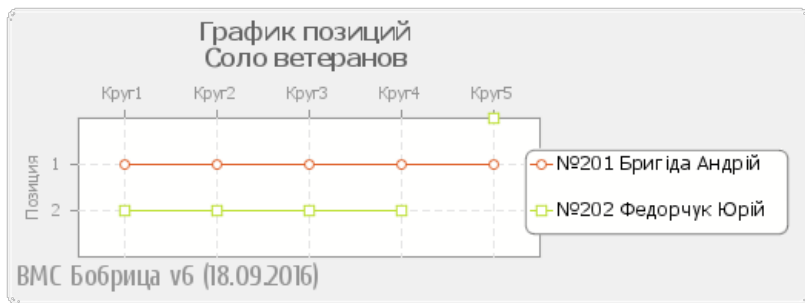 График позиций
Соло ветеранов
Круг1 Круг2 Круг3 Круг4 Круг5
Позиция
1
2
№201 Бригіда Андрій
№202 Федорчук Юрій
ВМС Бобрица v6 (18.09.2016)